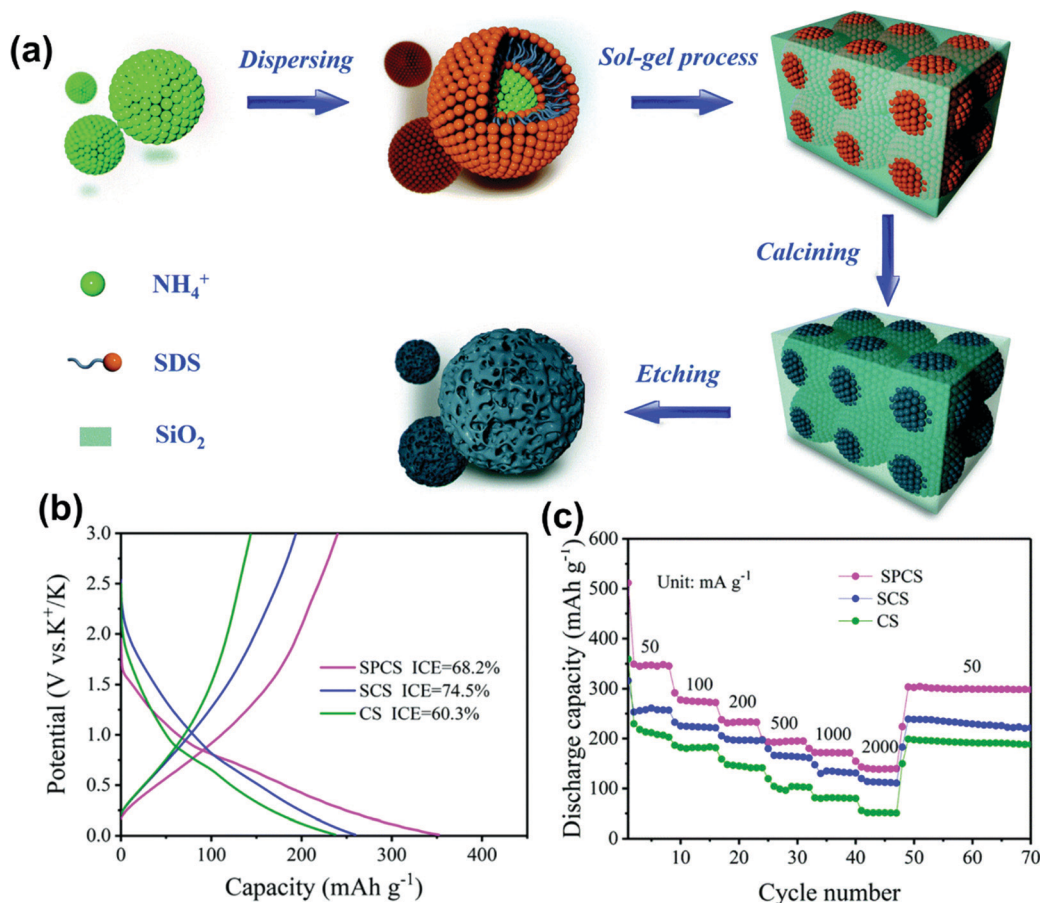 (a)
Dispersing
Sol-gel process
Calcining
Etching
NH₄⁺
SDS
SiO₂
(b)
3.0
2.5
2.0
1.5
1.0
0.5
0.0
Potential (V vs.K⁺/K)
SPCS ICE=68.2%
SCS ICE=74.5%
CS ICE=60.3%
0 100 200 300 400
Capacity (mAh g⁻¹)
(c)
600
500
400
300
200
100
0
Discharge capacity (mAh g⁻¹)
Unit: mA g⁻¹
SPCS
SCS
CS
50
100
200
500
1000
2000
50
10 20 30 40 50 60 70
Cycle number